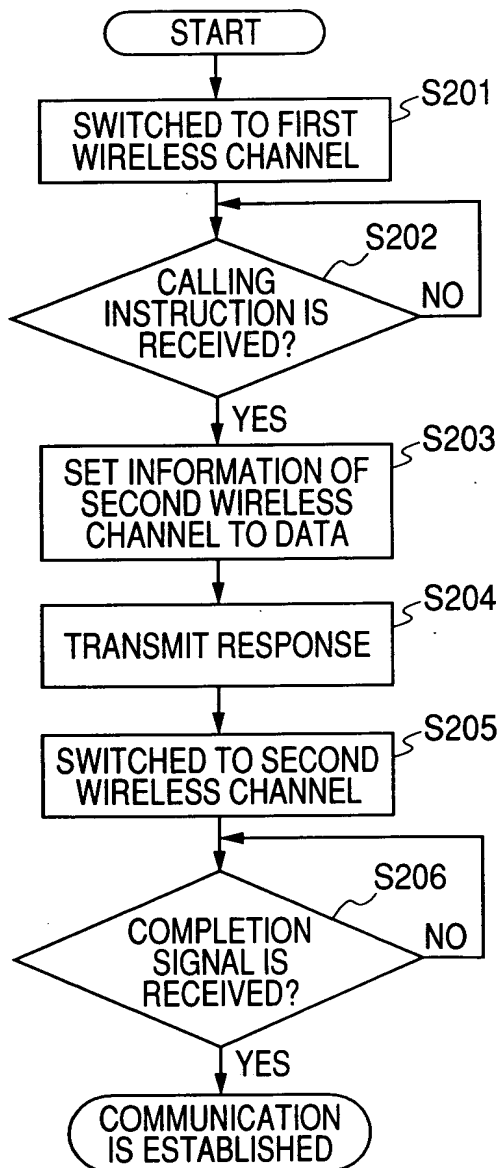 START
S201
SWITCHED TO FIRST
WIRELESS CHANNEL
S202
CALLING
INSTRUCTION IS
RECEIVED?
NO
YES
S203
SET INFORMATION OF
SECOND WIRELESS
CHANNEL TO DATA
S204
TRANSMIT RESPONSE
S205
SWITCHED TO SECOND
WIRELESS CHANNEL
S206
COMPLETION
SIGNAL IS
RECEIVED?
NO
YES
COMMUNICATION
IS ESTABLISHED